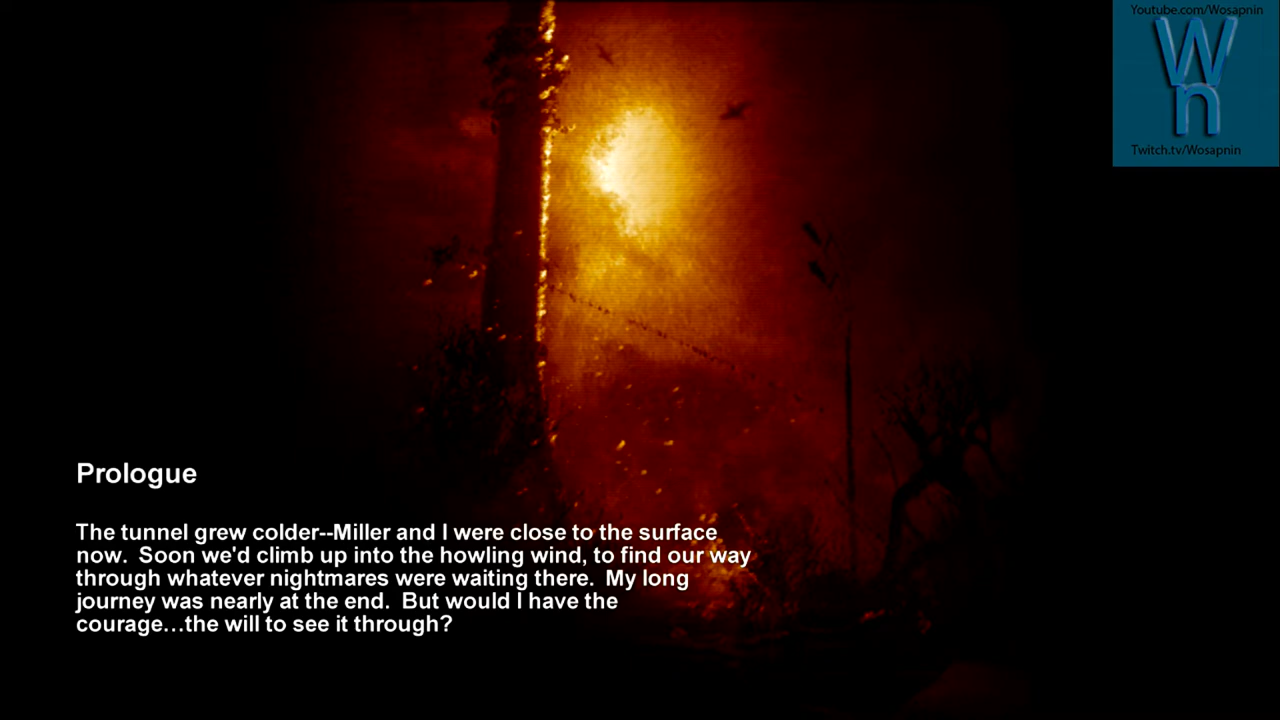 Youtube.com/Wosapnin
Wn
Twitch.tv/Wosapnin
Prologue
The tunnel grew colder--Miller and I were close to the surface
now.  Soon we'd climb up into the howling wind, to find our way
through whatever nightmares were waiting there.  My long
journey was nearly at the end.  But would I have the
courage…the will to see it through?